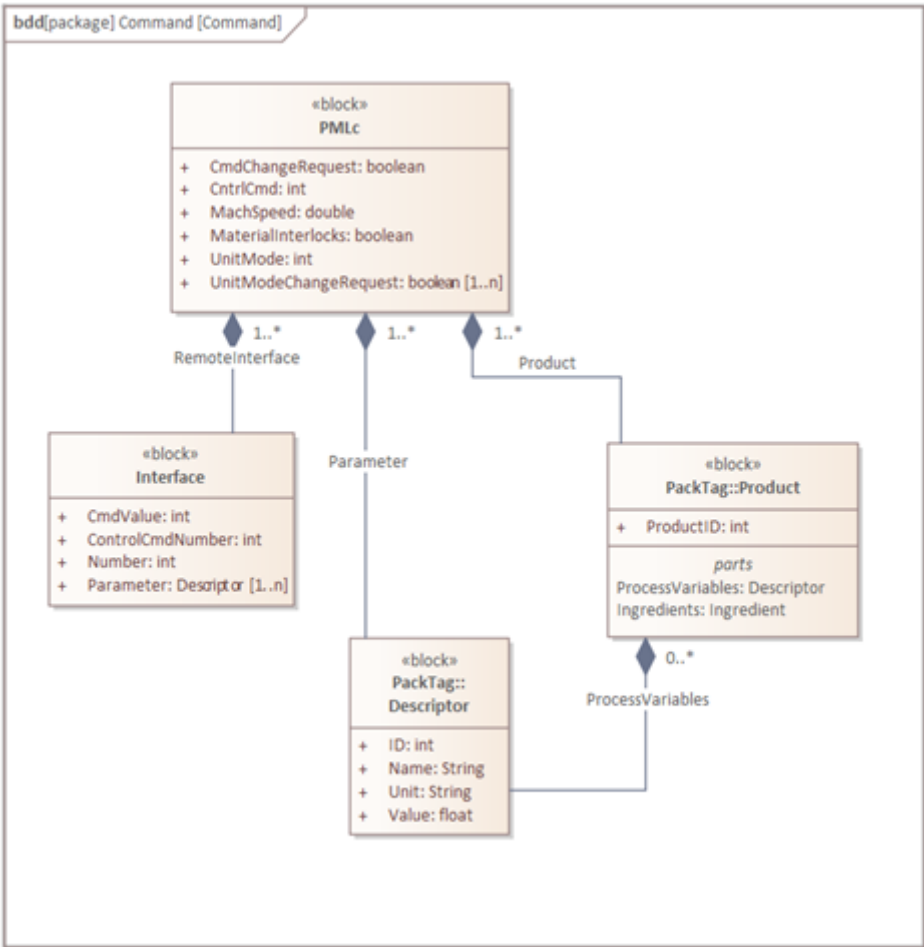 bdd[package] Command [Command]
«block»
PMLc
+ CmdChangeRequest: boolean
+ CntrlCmd: int
+ MachSpeed: double
+ MaterialInterlocks: boolean
+ UnitMode: int
+ UnitModeChangeRequest: boolean [1..n]
1..*
1..*
1..*
RemoteInterface
Product
Parameter
«block»
Interface
+ CmdValue: int
+ ControlCmdNumber: int
+ Number: int
+ Parameter: Descriptor [1..n]
«block»
PackTag::Product
+ ProductID: int
parts
ProcessVariables: Descriptor
Ingredients: Ingredient
0..*
ProcessVariables
«block»
PackTag::
Descriptor
+ ID: int
+ Name: String
+ Unit: String
+ Value: float